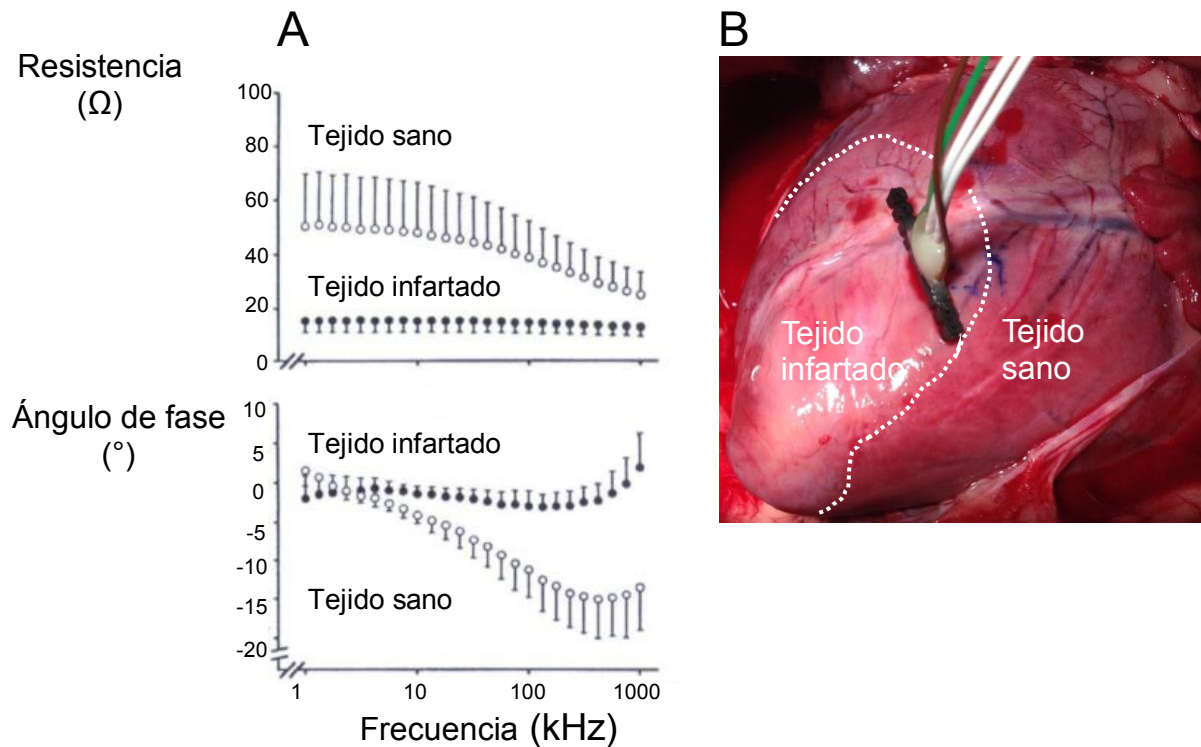 A
B
Resistencia
(Ω)
100
80
60
40
20
0
Tejido sano
Tejido infartado
Ángulo de fase
(°)
10
5
0
-5
-10
-15
-20
Tejido infartado
Tejido sano
1
10
100
1000
Frecuencia (kHz)
Tejido
infartado
Tejido
sano